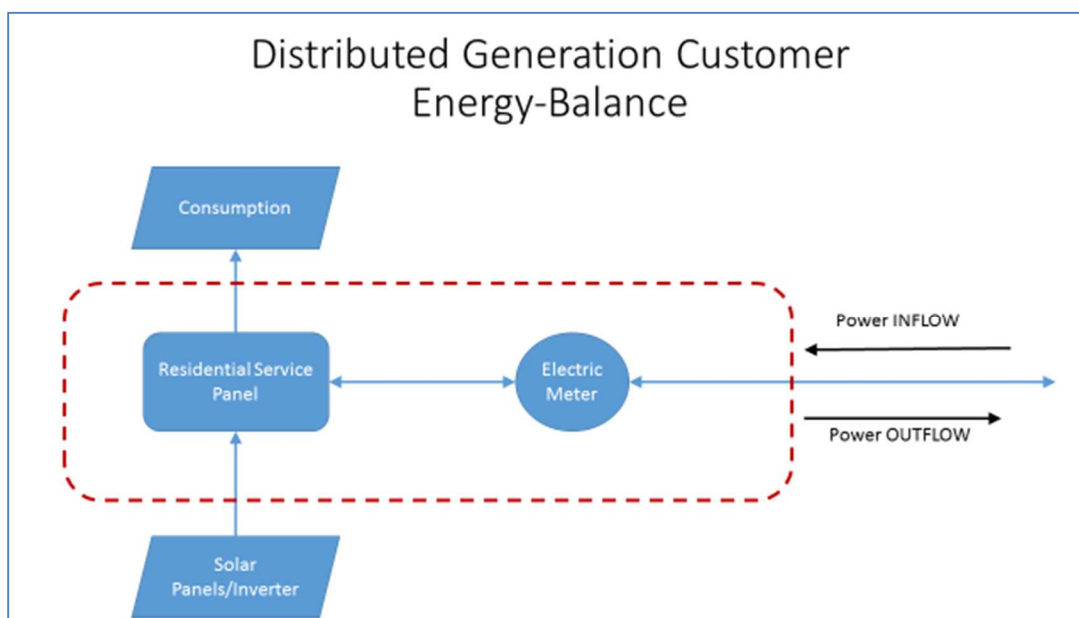 Distributed Generation Customer
Energy-Balance
Consumption
Power INFLOW
Residential Service
Panel
Electric
Meter
Power OUTFLOW
Solar
Panels/Inverter